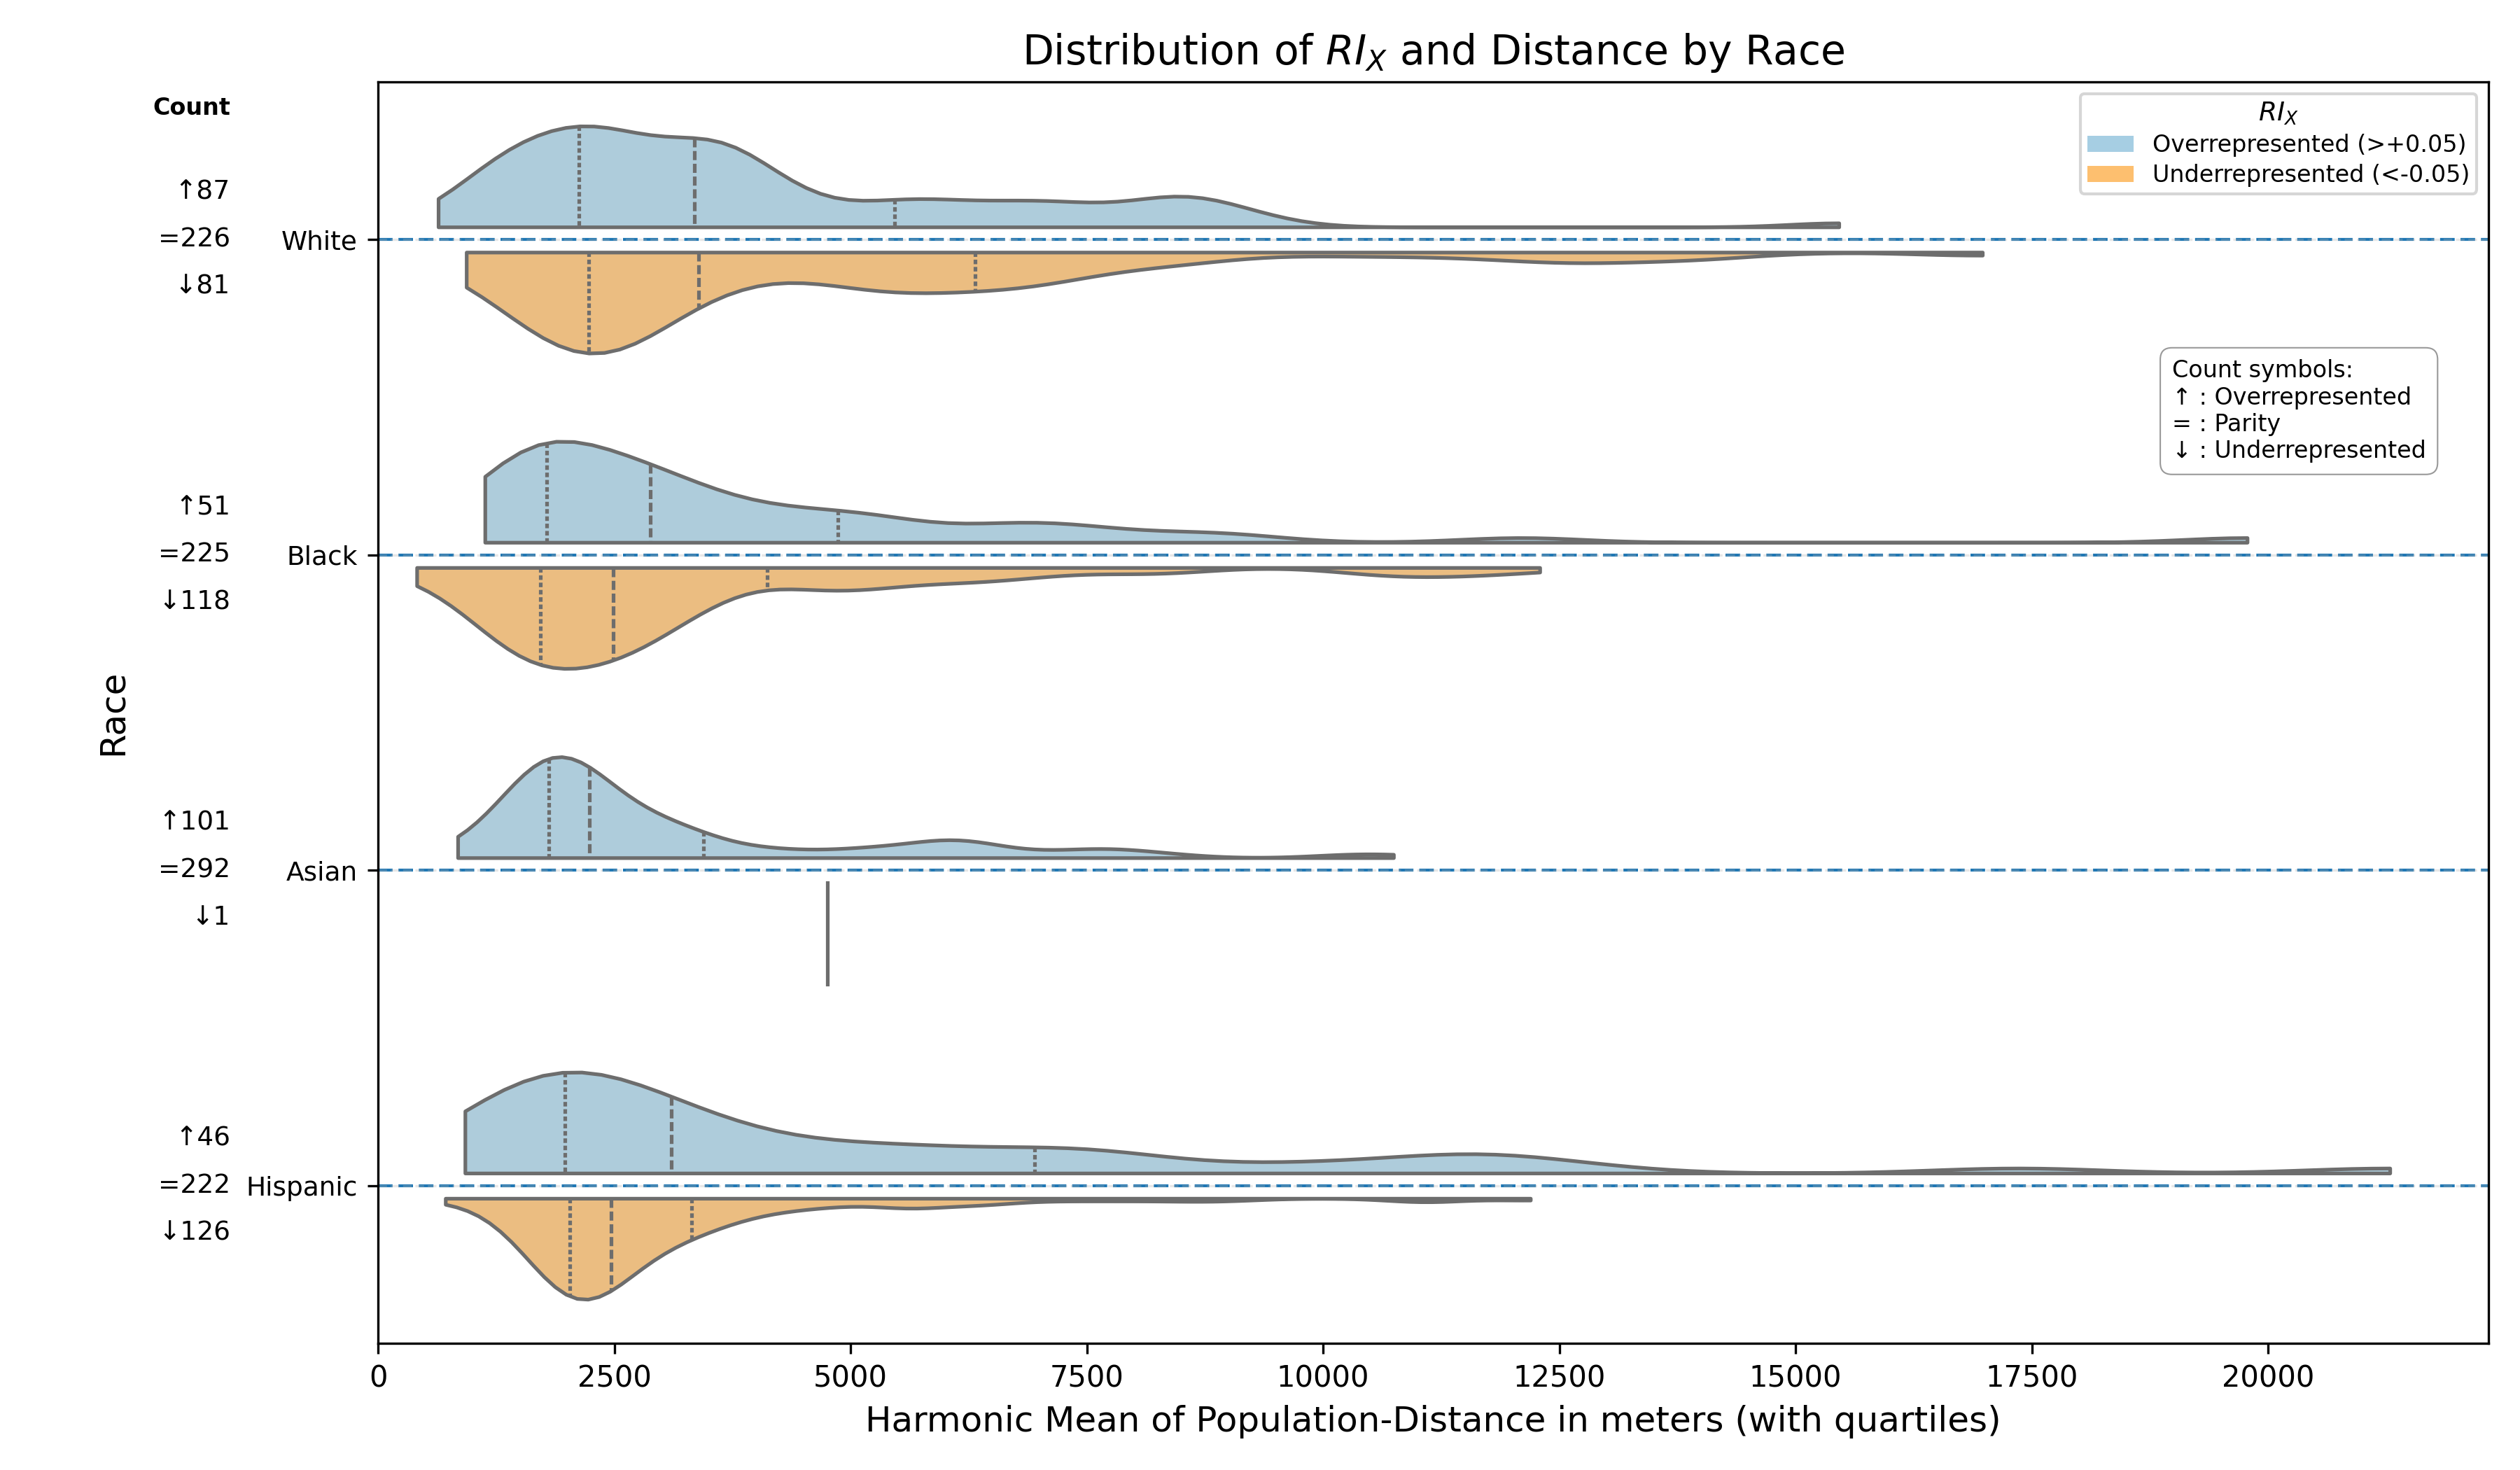 Distribution of RI_X and Distance by Race
Count
RI_X
Overrepresented (>+0.05)
Underrepresented (<-0.05)
↑87
=226
White
↓81
Count symbols:
↑ : Overrepresented
= : Parity
↓ : Underrepresented
↑51
=225
Black
↓118
Race
↑101
=292
Asian
↓1
↑46
=222
Hispanic
↓126
0 2500 5000 7500 10000 12500 15000 17500 20000
Harmonic Mean of Population-Distance in meters (with quartiles)